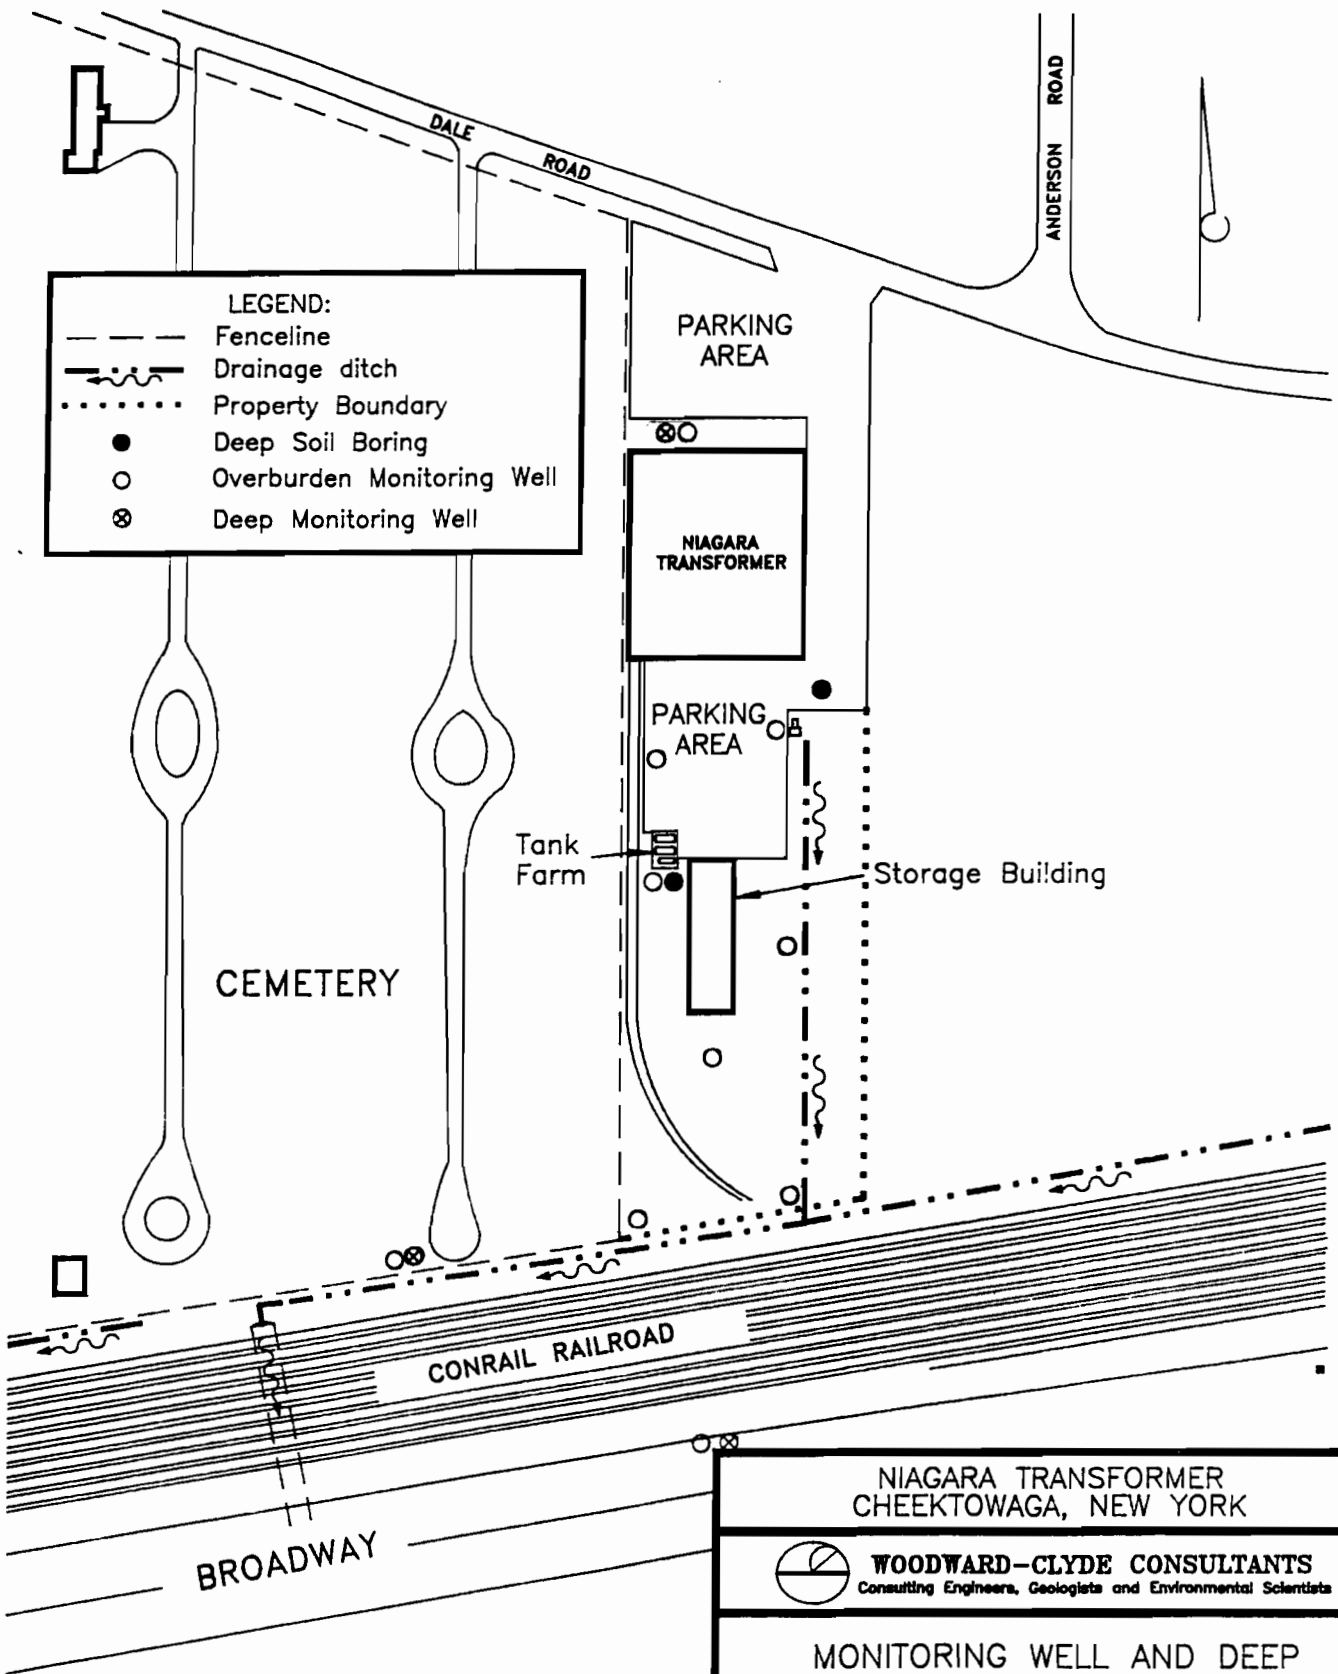 DALE
ROAD
ANDERSON ROAD
LEGEND:
Fenceline
Drainage ditch
Property Boundary
Deep Soil Boring
Overburden Monitoring Well
Deep Monitoring Well
PARKING
AREA
NIAGARA
TRANSFORMER
PARKING
AREA
Tank
Farm
Storage Building
CEMETERY
CONRAIL RAILROAD
BROADWAY
NIAGARA TRANSFORMER
CHEEKTOWAGA, NEW YORK
WOODWARD-CLYDE CONSULTANTS
Consulting Engineers, Geologists and Environmental Scientists
MONITORING WELL AND DEEP